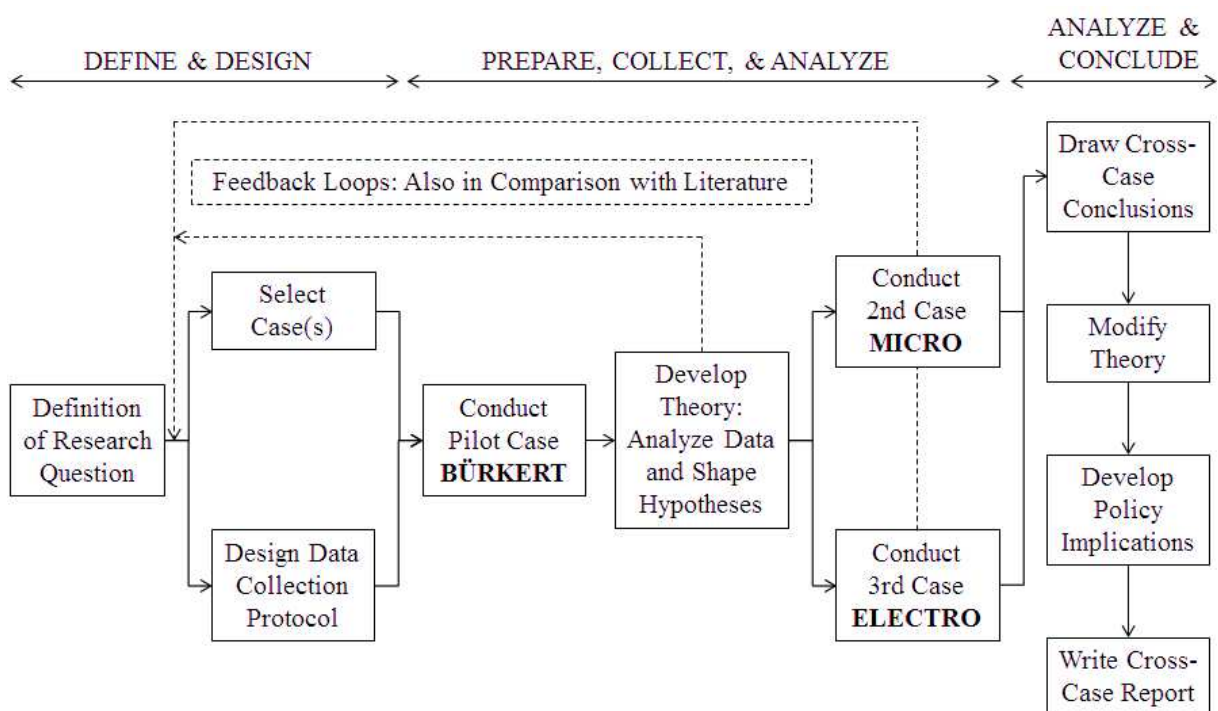 DEFINE & DESIGN
PREPARE, COLLECT, & ANALYZE
ANALYZE &
CONCLUDE
Feedback Loops: Also in Comparison with Literature
Definition
of Research
Question
Select
Case(s)
Design Data
Collection
Protocol
Conduct
Pilot Case
BÜRKERT
Develop
Theory:
Analyze Data
and Shape
Hypotheses
Conduct
2nd Case
MICRO
Conduct
3rd Case
ELECTRO
Draw Cross-
Case
Conclusions
Modify
Theory
Develop
Policy
Implications
Write Cross-
Case Report